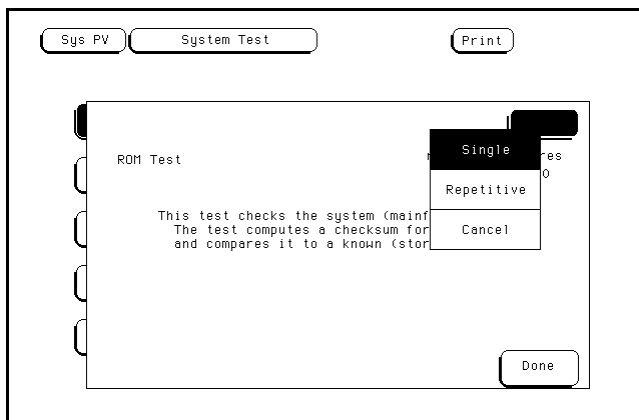 Sys PV System Test Print
Single
ROM Test
Repetitive
This test checks the system (mainf
Cancel
The test computes a checksum for
and compares it to a known (stor
Done